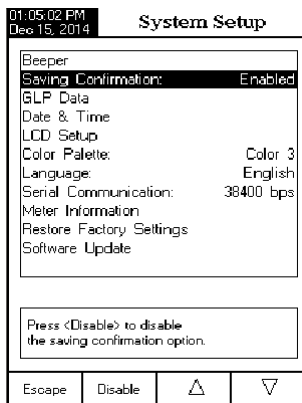 01:05:02 PM
Dec 15, 2014
System Setup
Beeper
Saving Confirmation: Enabled
GLP Data
Date & Time
LCD Setup
Color Palette: Color 3
Language: English
Serial Communication: 38400 bps
Meter Information
Restore Factory Settings
Software Update
Press <Disable> to disable
the saving confirmation option.
Escape Disable △ ▽